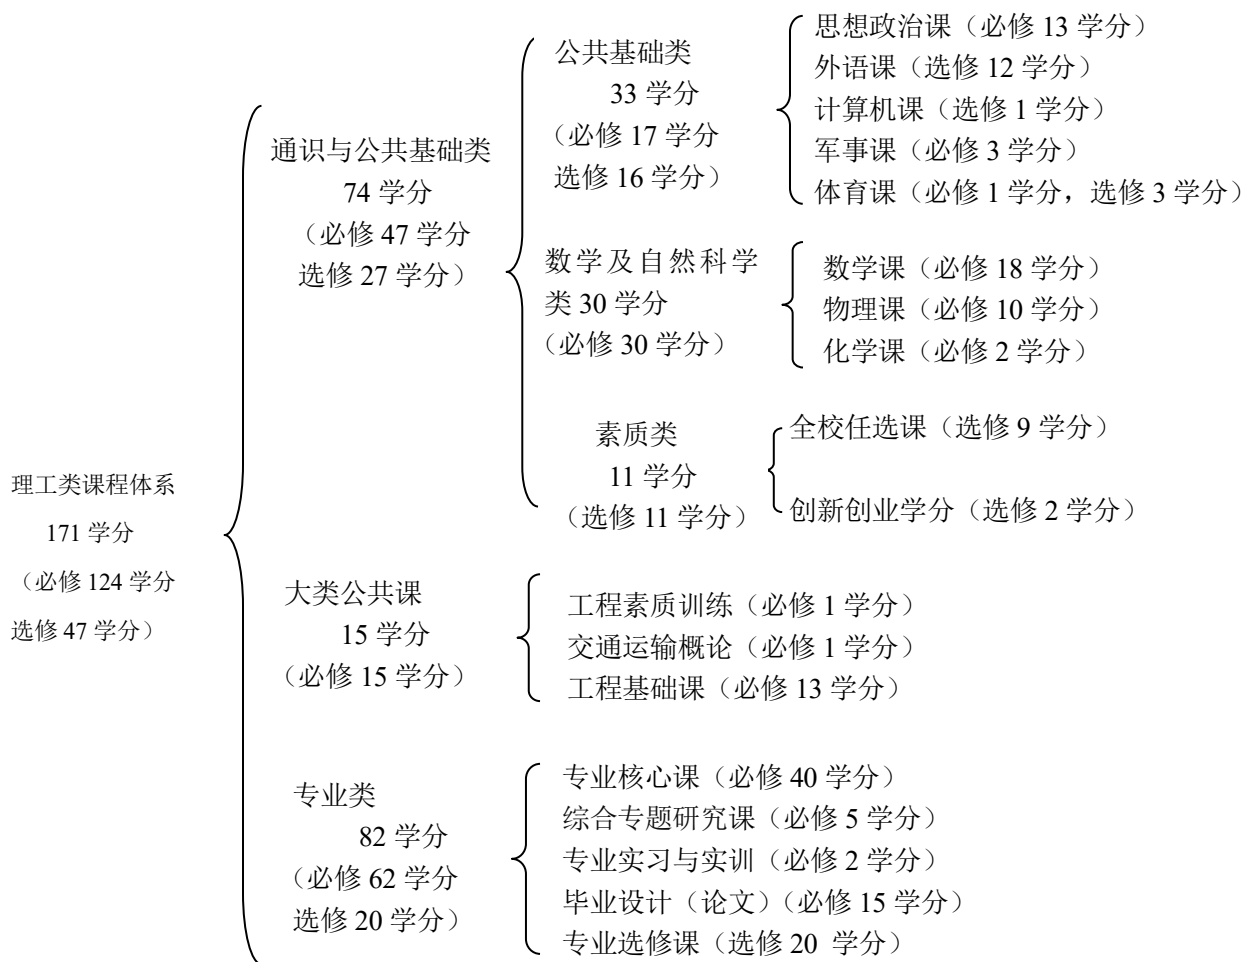 理工类课程体系
171 学分
（必修 124 学分
选修 47 学分）
通识与公共基础类
74 学分
（必修 47 学分
选修 27 学分）
公共基础类
33 学分
（必修 17 学分
选修 16 学分）
思想政治课（必修 13 学分）
外语课（选修 12 学分）
计算机课（选修 1 学分）
军事课（必修 3 学分）
体育课（必修 1 学分，选修 3 学分）
数学及自然科学
类 30 学分
（必修 30 学分）
数学课（必修 18 学分）
物理课（必修 10 学分）
化学课（必修 2 学分）
素质类
11 学分
（选修 11 学分）
全校任选课（选修 9 学分）
创新创业学分（选修 2 学分）
大类公共课
15 学分
（必修 15 学分）
工程素质训练（必修 1 学分）
交通运输概论（必修 1 学分）
工程基础课（必修 13 学分）
专业类
82 学分
（必修 62 学分
选修 20 学分）
专业核心课（必修 40 学分）
综合专题研究课（必修 5 学分）
专业实习与实训（必修 2 学分）
毕业设计（论文）（必修 15 学分）
专业选修课（选修 20 学分）